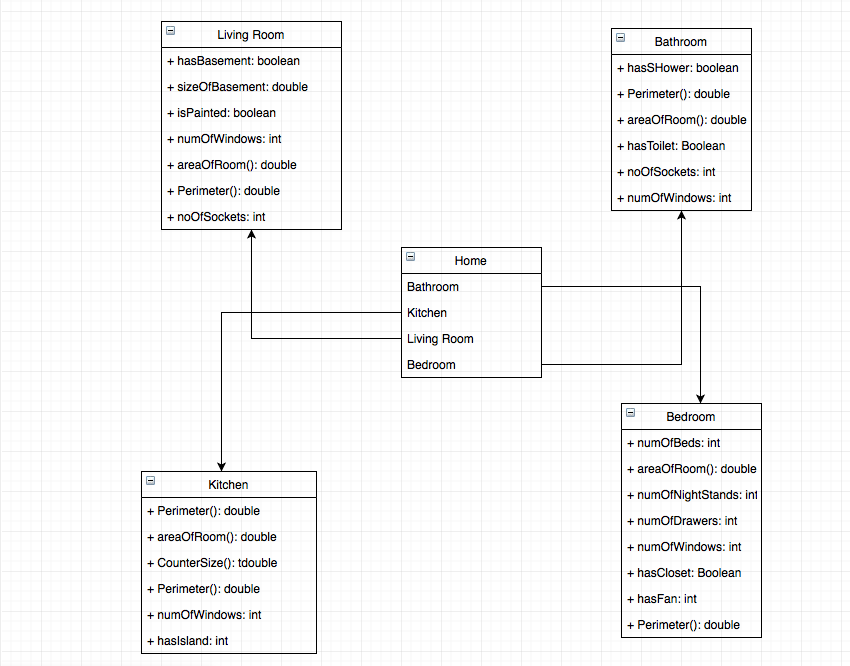 Living Room
+ hasBasement: boolean
+ sizeOfBasement: double
+ isPainted: boolean
+ numOfWindows: int
+ areaOfRoom(): double
+ Perimeter(): double
+ noOfSockets: int
Bathroom
+ hasSHower: boolean
+ Perimeter(): double
+ areaOfRoom(): double
+ hasToilet: Boolean
+ noOfSockets: int
+ numOfWindows: int
Home
Bathroom
Kitchen
Living Room
Bedroom
Kitchen
+ Perimeter(): double
+ areaOfRoom(): double
+ CounterSize(): tdouble
+ Perimeter(): double
+ numOfWindows: int
+ hasIsland: int
Bedroom
+ numOfBeds: int
+ areaOfRoom(): double
+ numOfNightStands: int
+ numOfDrawers: int
+ numOfWindows: int
+ hasCloset: Boolean
+ hasFan: int
+ Perimeter(): double